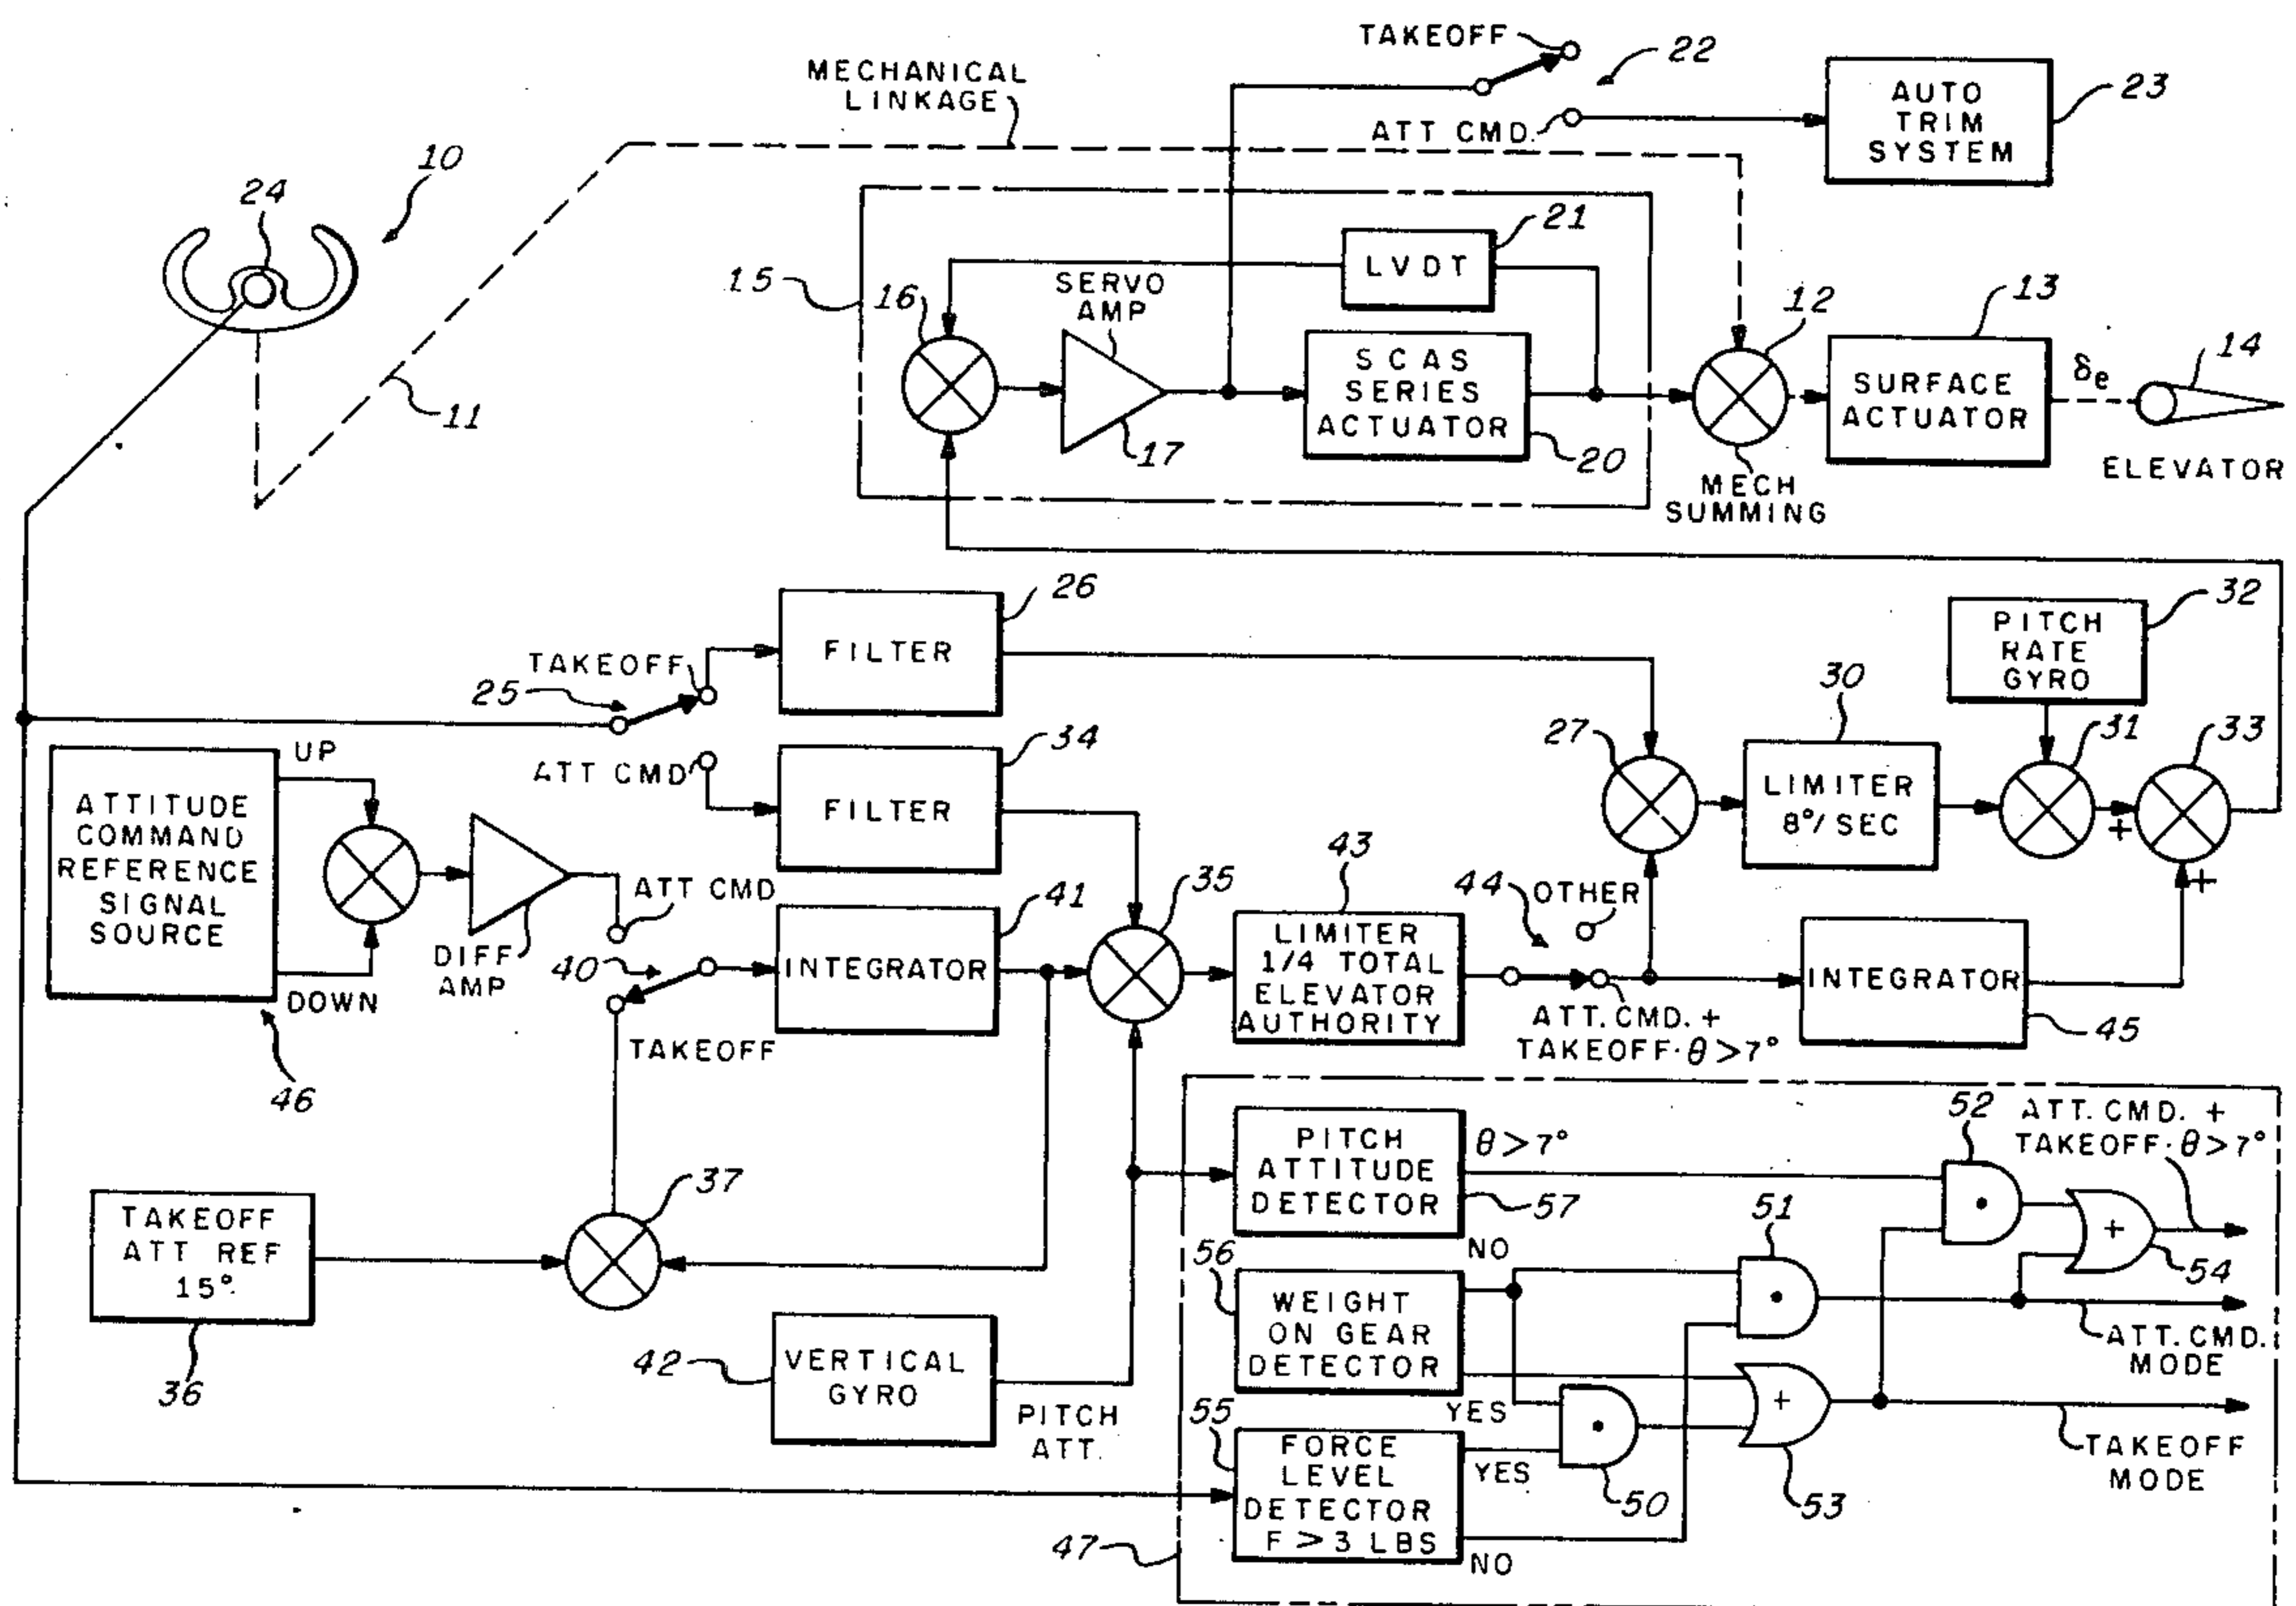 TAKEOFF
22
MECHANICAL
LINKAGE
AUTO
TRIM
SYSTEM
23
ATT CMD.
10
24
11
15
16
SERVO
AMP
17
LVDT
21
SCAS
SERIES
ACTUATOR
20
12
MECH
SUMMING
13
SURFACE
ACTUATOR
δe
14
ELEVATOR
26
FILTER
TAKEOFF
25
ATT CMD
34
FILTER
UP
ATTITUDE
COMMAND
REFERENCE
SIGNAL
SOURCE
DOWN
46
DIFF
AMP
ATT CMD
40
TAKEOFF
41
INTEGRATOR
35
43
LIMITER
1/4 TOTAL
ELEVATOR
AUTHORITY
44
OTHER
ATT. CMD. +
TAKEOFF·θ>7°
27
30
LIMITER
8°/SEC
PITCH
RATE
GYRO
32
31
33
+
+
INTEGRATOR
45
TAKEOFF
ATT REF
15°
36
37
42
VERTICAL
GYRO
PITCH
ATT.
PITCH
ATTITUDE
DETECTOR
θ>7°
57
56
NO
WEIGHT
ON GEAR
DETECTOR
YES
55
FORCE
LEVEL
DETECTOR
F > 3 LBS
YES
NO
47
50
51
52
53
+
54
+
ATT. CMD. +
TAKEOFF·θ>7°
ATT. CMD.
MODE
TAKEOFF
MODE